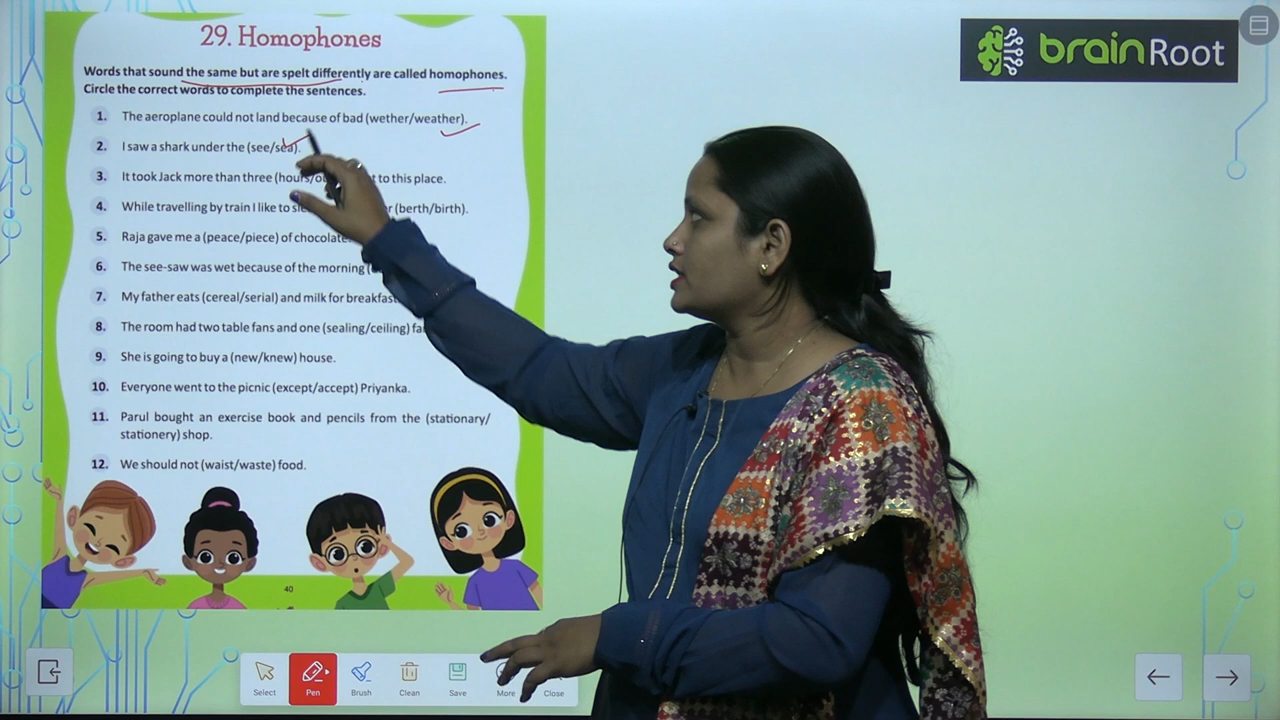 29. Homophones
brainRoot
Words that sound the same but are spelt differently are called homophones.
Circle the correct words to complete the sentences.
1. The aeroplane could not land because of bad (wether/weather).
2. I saw a shark under the (see/sea).
3. It took Jack more than three (hours/ to this place.
4. While travelling by train I like to (berth/birth).
5. Raja gave me a (peace/piece) of chocolate
6. The see-saw was wet because of the morning
7. My father eats (cereal/serial) and milk for breakfast
8. The room had two table fans and one (sealing/ceiling)
9. She is going to buy a (new/knew) house.
10. Everyone went to the picnic (except/accept) Priyanka.
11. Parul bought an exercise book and pencils from the (stationary/
stationery) shop.
12. We should not (waist/waste) food.
40
Select Pen Brush Clean Save More Close